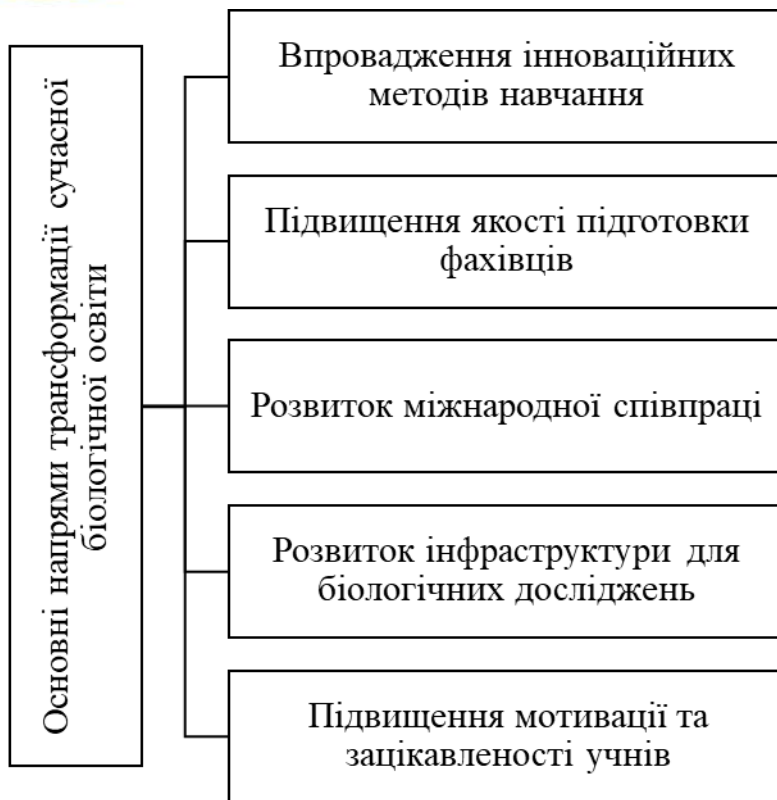 Основні напрями трансформації сучасної
біологічної освіти
Впровадження інноваційних
методів навчання
Підвищення якості підготовки
фахівців
Розвиток міжнародної співпраці
Розвиток інфраструктури для
біологічних досліджень
Підвищення мотивації та
зацікавленості учнів